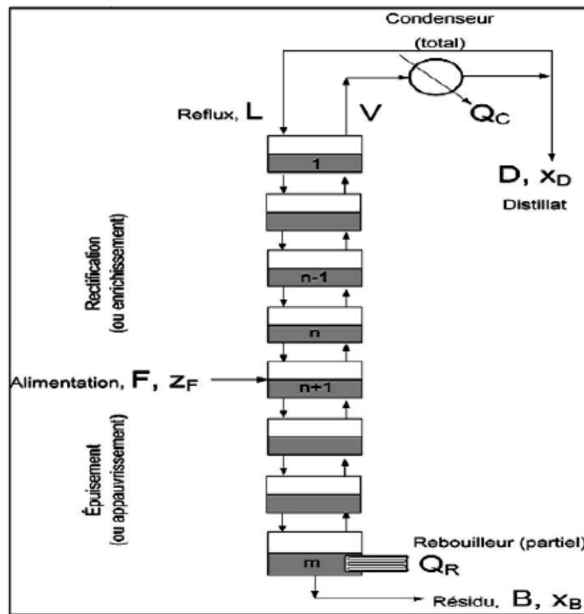 Condenseur
(total)
Reflux, L
V
QC
1
D, xD
Distillat
Rectification
(ou enrichissement)
n-1
n
Alimentation, F, zF
n+1
Épuisement
(ou appauvrissement)
Rebouilleur (partiel)
m
QR
Résidu, B, xB